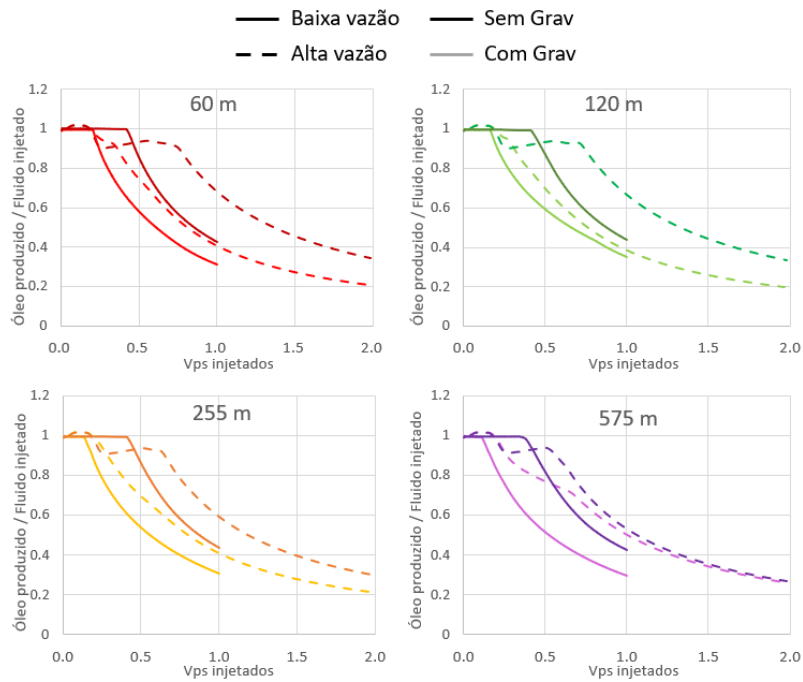 Baixa vazão Sem Grav
Alta vazão Com Grav
60 m
Óleo produzido / Fluido injetado
1.2
1
0.8
0.6
0.4
0.2
0
0.0 0.5 1.0 1.5 2.0
Vps injetados
120 m
Óleo produzido / Fluido injetado
1.2
1
0.8
0.6
0.4
0.2
0
0.0 0.5 1.0 1.5 2.0
Vps injetados
255 m
Óleo produzido / Fluido injetado
1.2
1
0.8
0.6
0.4
0.2
0
0.0 0.5 1.0 1.5 2.0
Vps injetados
575 m
Óleo produzido / Fluido injetado
1.2
1
0.8
0.6
0.4
0.2
0
0.0 0.5 1.0 1.5 2.0
Vps injetados